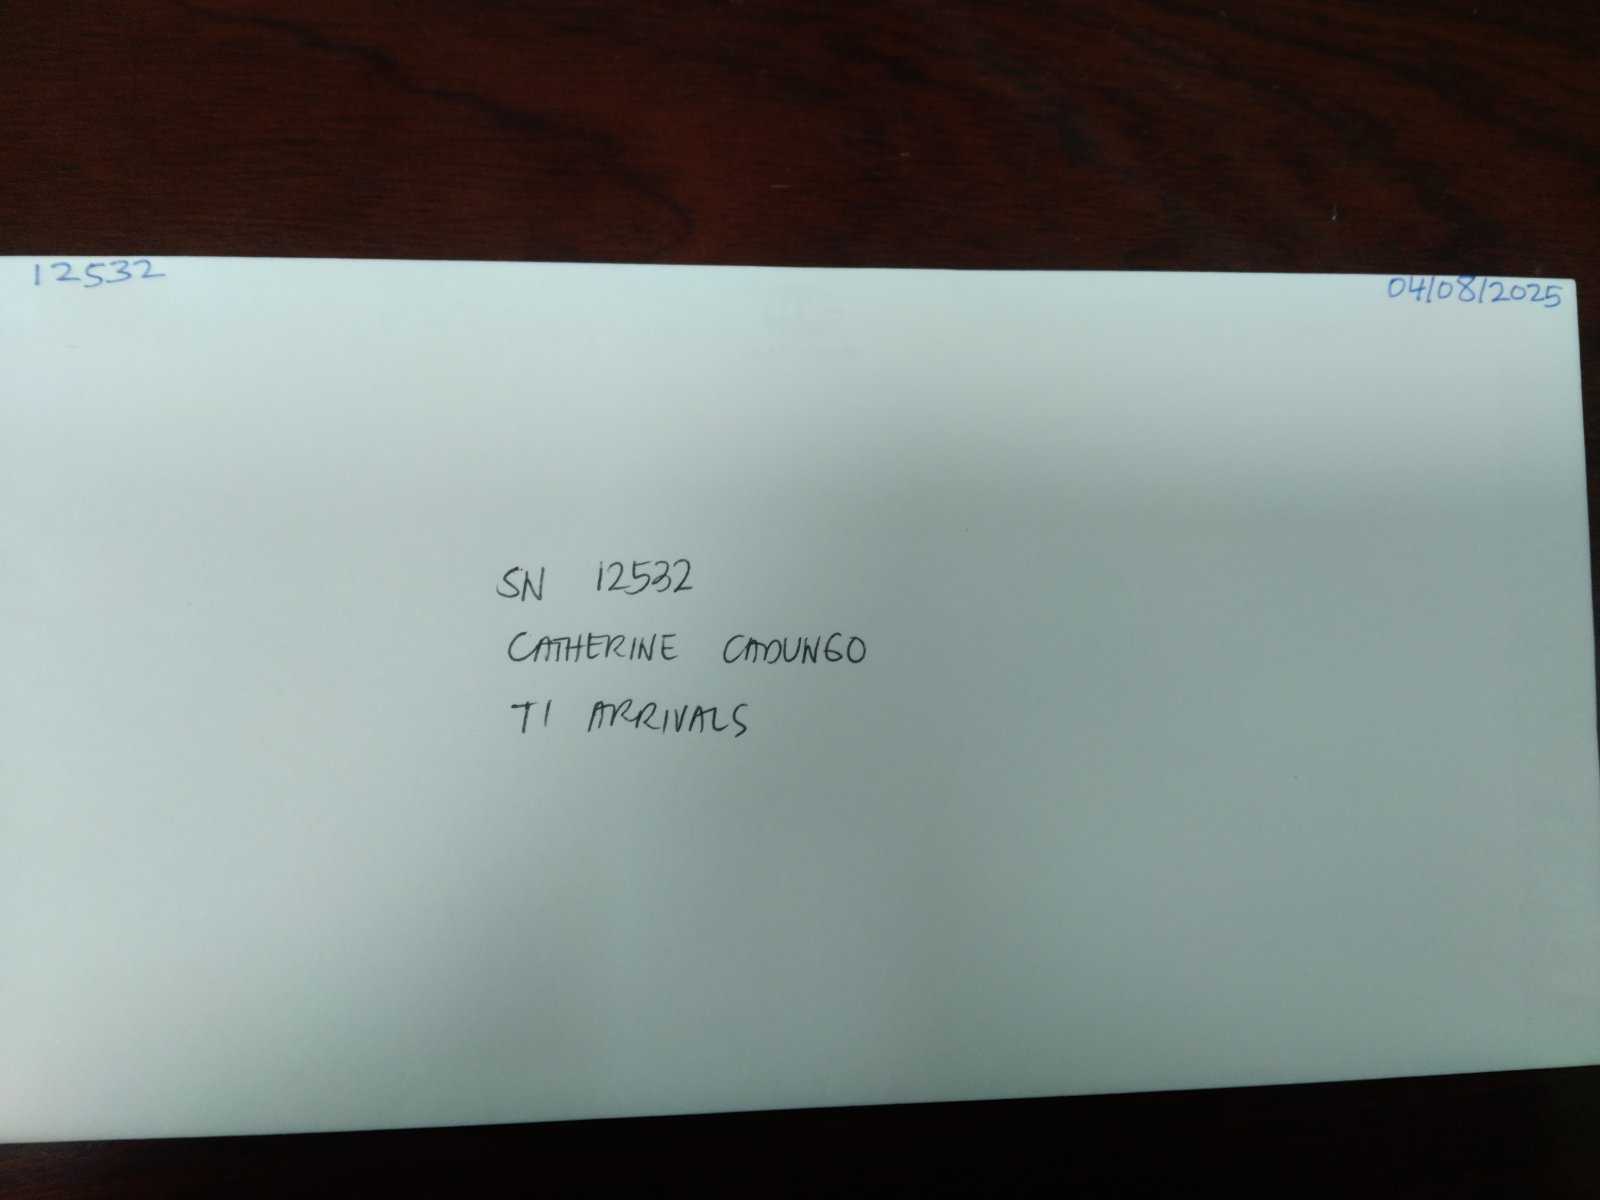 12532
04/08/2025
SN 12532
CATHERINE CADUNGO
T1 ARRIVALS